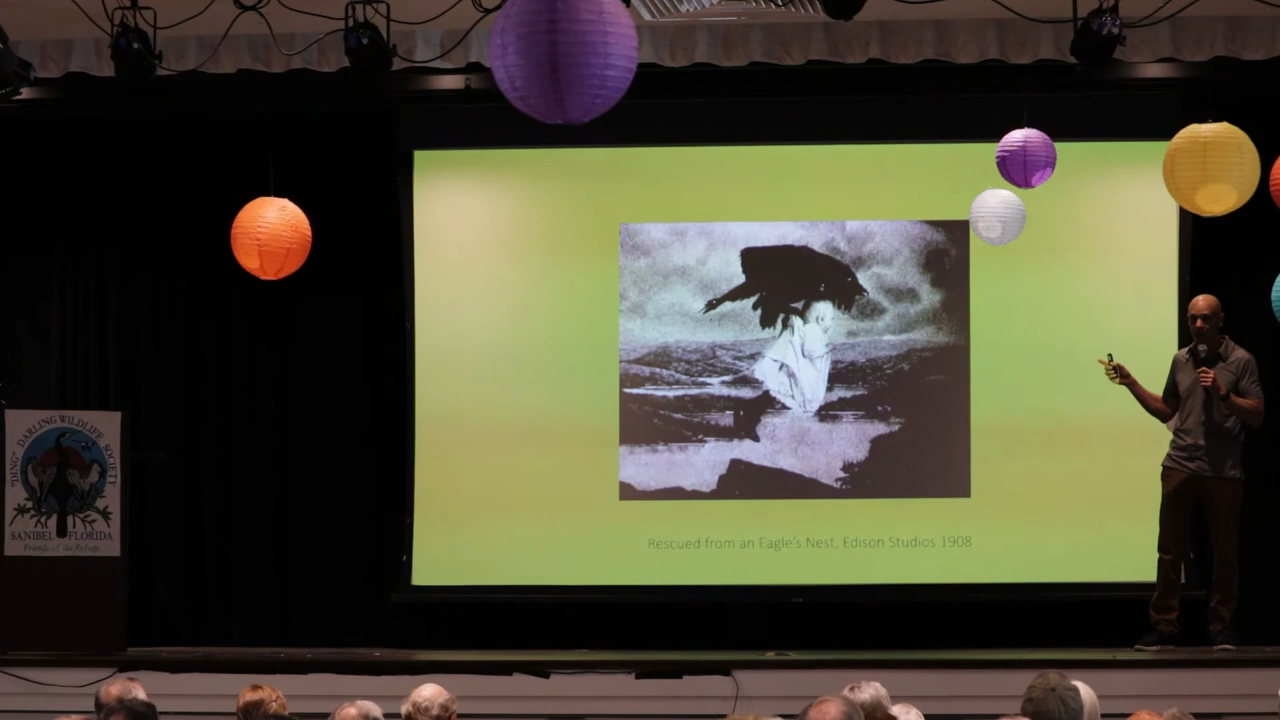 "DING" DARLING WILDLIFE SOCIETY
SANIBEL FLORIDA
Friends of the Refuge
Rescued from an Eagle's Nest, Edison Studios 1908